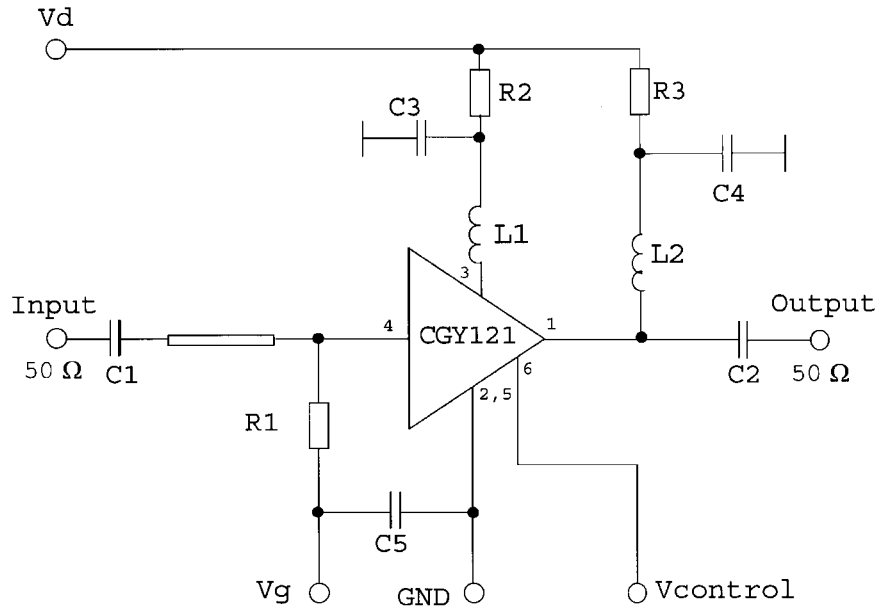 Vd
R2
R3
C3
C4
L1
L2
3
Input
Output
4
CGY121
1
6
50 Ω
C1
C2
50 Ω
2,5
R1
C5
Vg
GND
Vcontrol